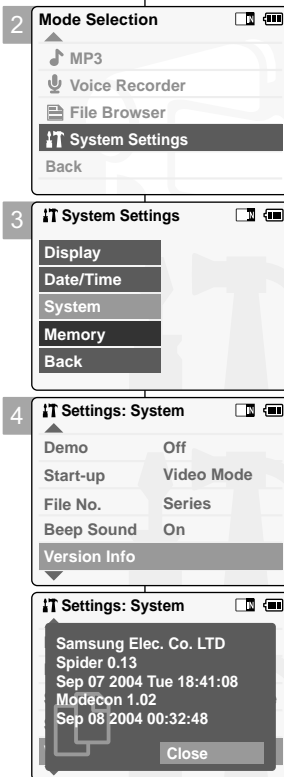 2
Mode Selection
N
MP3
Voice Recorder
File Browser
System Settings
Back
3
System Settings
N
Display
Date/Time
System
Memory
Back
4
Settings: System
N
Demo Off
Start-up Video Mode
File No. Series
Beep Sound On
Version Info
Settings: System
N
Samsung Elec. Co. LTD
Spider 0.13
Sep 07 2004 Tue 18:41:08
Modecon 1.02
Sep 08 2004 00:32:48
Close